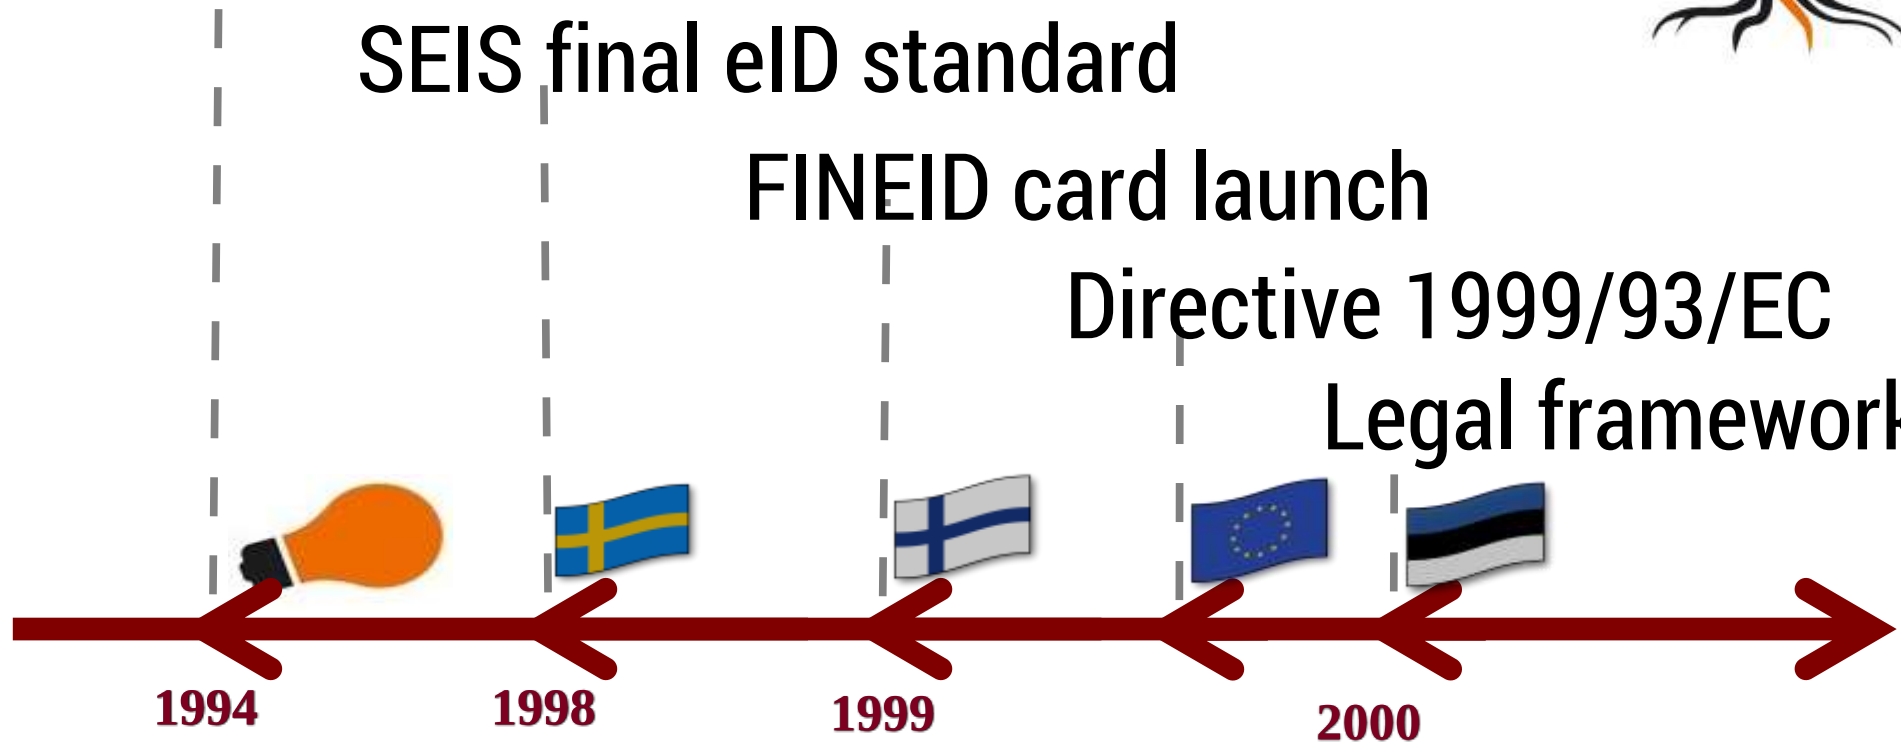 SEIS final eID standard
FINEID card launch
Directive 1999/93/EC
Legal framework
1994
1998
1999
2000